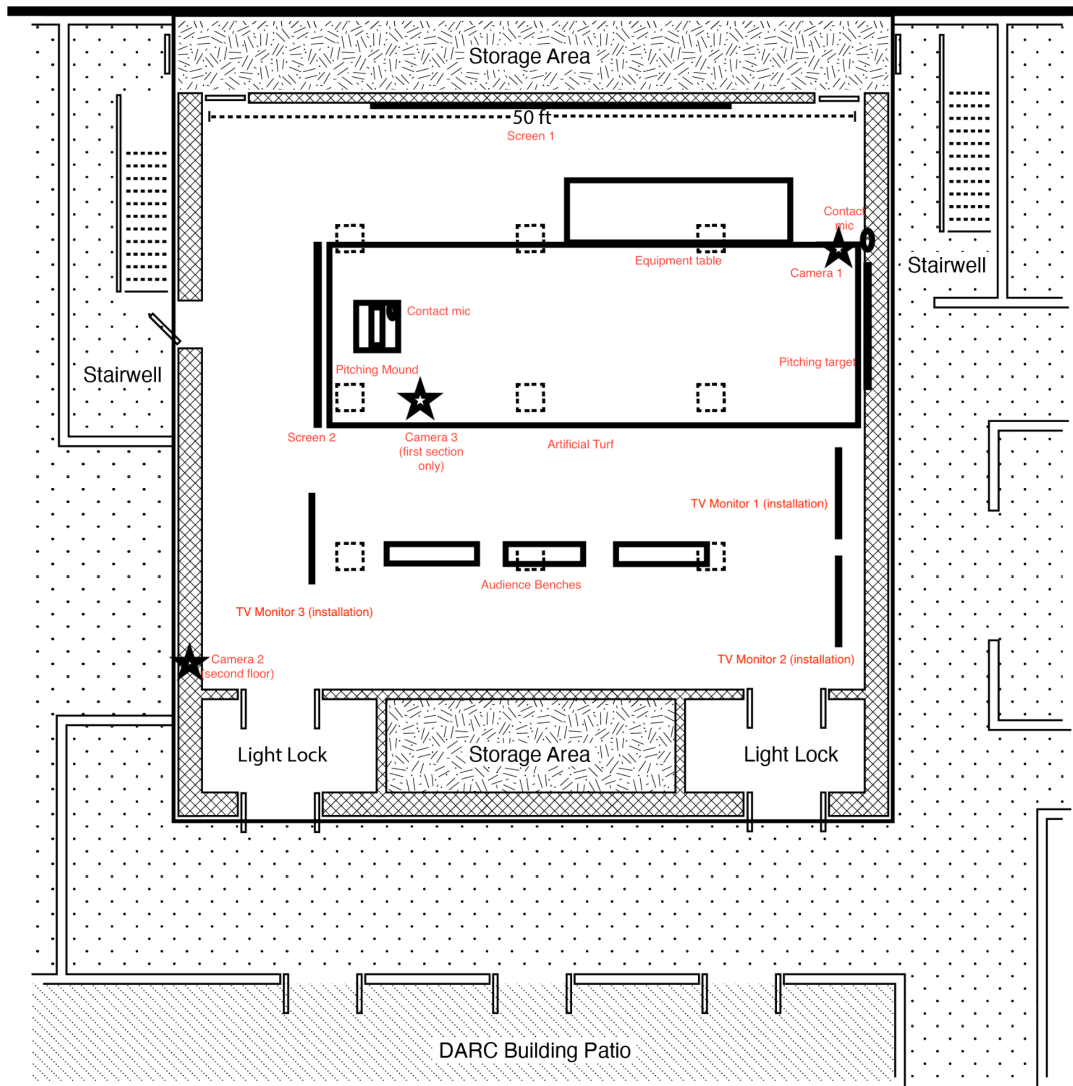 Storage Area
50 ft
Screen 1
Contact
mic
Equipment table
Camera 1
Stairwell
Contact mic
Pitching target
Pitching Mound
Stairwell
Screen 2
Camera 3
(first section
only)
Artificial Turf
TV Monitor 1 (installation)
Audience Benches
TV Monitor 3 (installation)
Camera 2
(second floor)
TV Monitor 2 (installation)
Light Lock
Storage Area
Light Lock
DARC Building Patio